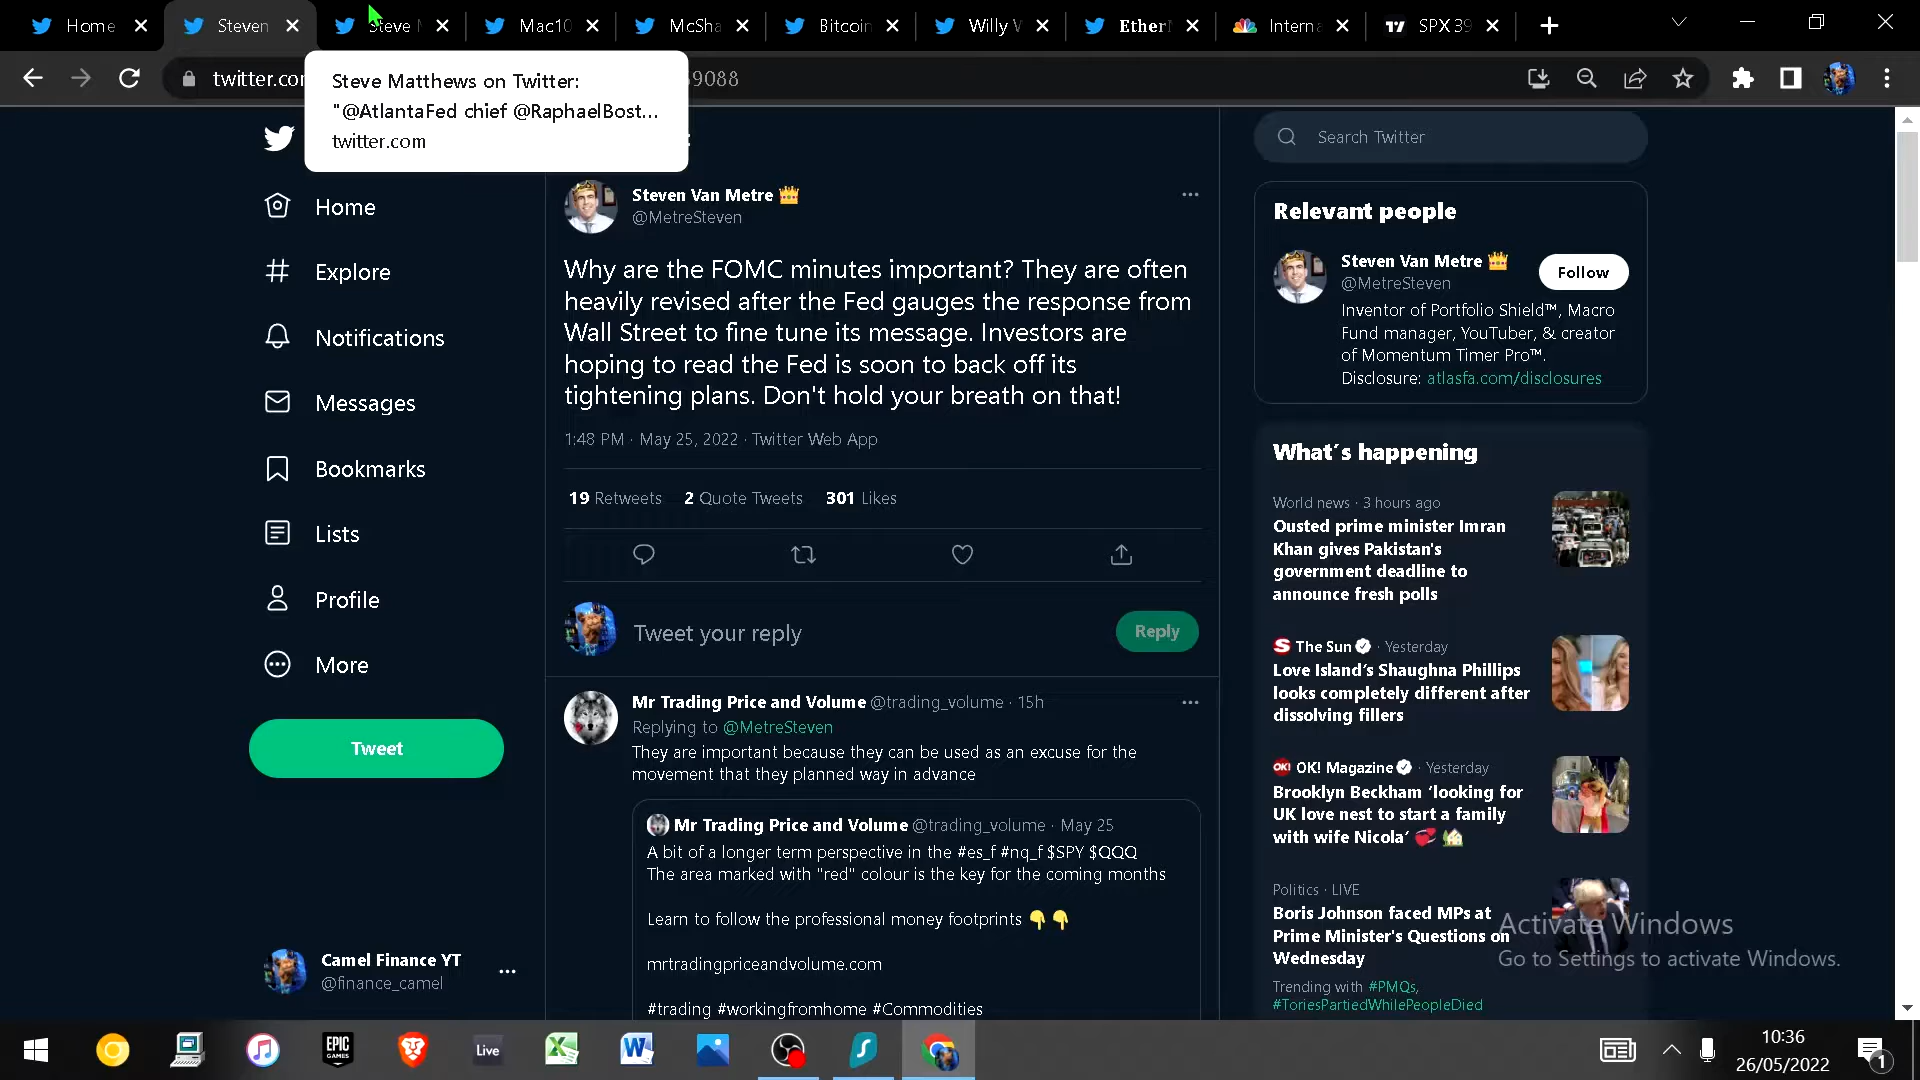 Home
Steven
Steve
Mac10
McSha
Bitcoin
Willy
Ether
Intern
SPX 39
twitter.co
9088
Steve Matthews on Twitter:
"@AtlantaFed chief @RaphaelBost...
twitter.com
Search Twitter
Home
Explore
Notifications
Messages
Bookmarks
Lists
Profile
More
Tweet
Camel Finance YT
@finance_camel
Steven Van Metre 👑
@MetreSteven
Why are the FOMC minutes important? They are often
heavily revised after the Fed gauges the response from
Wall Street to fine tune its message. Investors are
hoping to read the Fed is soon to back off its
tightening plans. Don't hold your breath on that!
1:48 PM · May 25, 2022 · Twitter Web App
19 Retweets 2 Quote Tweets 301 Likes
Tweet your reply
Reply
Mr Trading Price and Volume @trading_volume · 15h
Replying to @MetreSteven
They are important because they can be used as an excuse for the
movement that they planned way in advance
Mr Trading Price and Volume @trading_volume · May 25
A bit of a longer term perspective in the #es_f #nq_f $SPY $QQQ
The area marked with "red" colour is the key for the coming months
Learn to follow the professional money footprints 👇👇
mrtradingpriceandvolume.com
#trading #workingfromhome #Commodities
Relevant people
Steven Van Metre 👑
@MetreSteven
Follow
Inventor of Portfolio Shield™, Macro
Fund manager, YouTuber, & creator
of Momentum Timer Pro™.
Disclosure: atlasfa.com/disclosures
What's happening
World news · 3 hours ago
Ousted prime minister Imran
Khan gives Pakistan's
government deadline to
announce fresh polls
The Sun · Yesterday
Love Island's Shaughna Phillips
looks completely different after
dissolving fillers
OK! Magazine · Yesterday
Brooklyn Beckham 'looking for
UK love nest to start a family
with wife Nicola' 💞 🏡
Politics · LIVE
Boris Johnson faced MPs at
Prime Minister's Questions on
Wednesday
Trending with #PMQs,
#ToriesPartiedWhilePeopleDied
Activate Windows
Go to Settings to activate Windows.
EPIC
GAMES
Live
10:36
26/05/2022
1